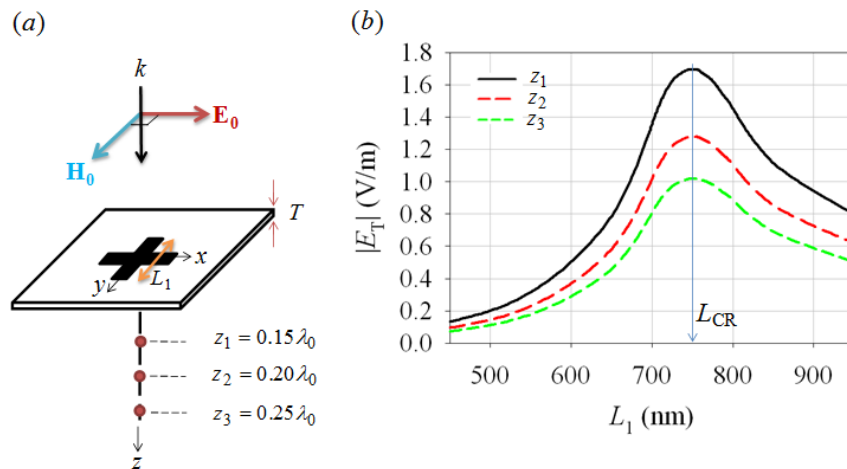 (a)
k
E₀
H₀
T
x
y
L₁
z₁ = 0.15λ₀
z₂ = 0.20λ₀
z₃ = 0.25λ₀
z
(b)
1.8
1.6
1.4
1.2
1.0
0.8
0.6
0.4
0.2
0.0
|E_T| (V/m)
z₁
z₂
z₃
L_CR
500 600 700 800 900
L₁ (nm)